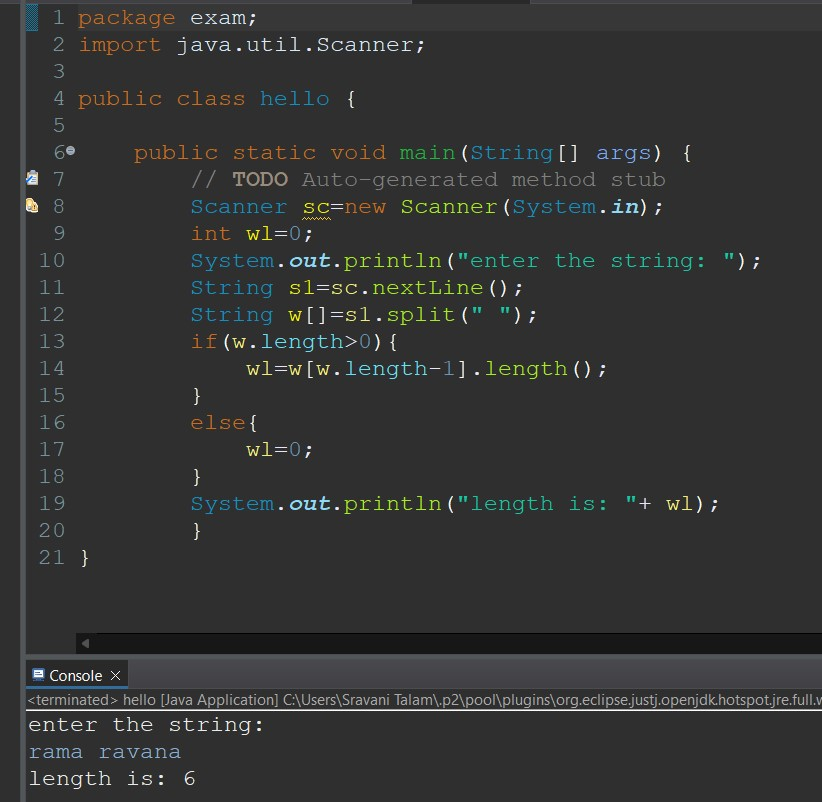 1 package exam;
2 import java.util.Scanner;
3
4 public class hello {
5
6 public static void main(String[] args) {
7 // TODO Auto-generated method stub
8 Scanner sc=new Scanner(System.in);
9 int wl=0;
10 System.out.println("enter the string: ");
11 String s1=sc.nextLine();
12 String w[]=s1.split(" ");
13 if(w.length>0){
14 wl=w[w.length-1].length();
15 }
16 else{
17 wl=0;
18 }
19 System.out.println("length is: "+ wl);
20 }
21 }
Console
<terminated> hello [Java Application] C:\Users\Sravani Talam\.p2\pool\plugins\org.eclipse.justj.openjdk.hotspot.jre.full.w
enter the string:
rama ravana
length is: 6